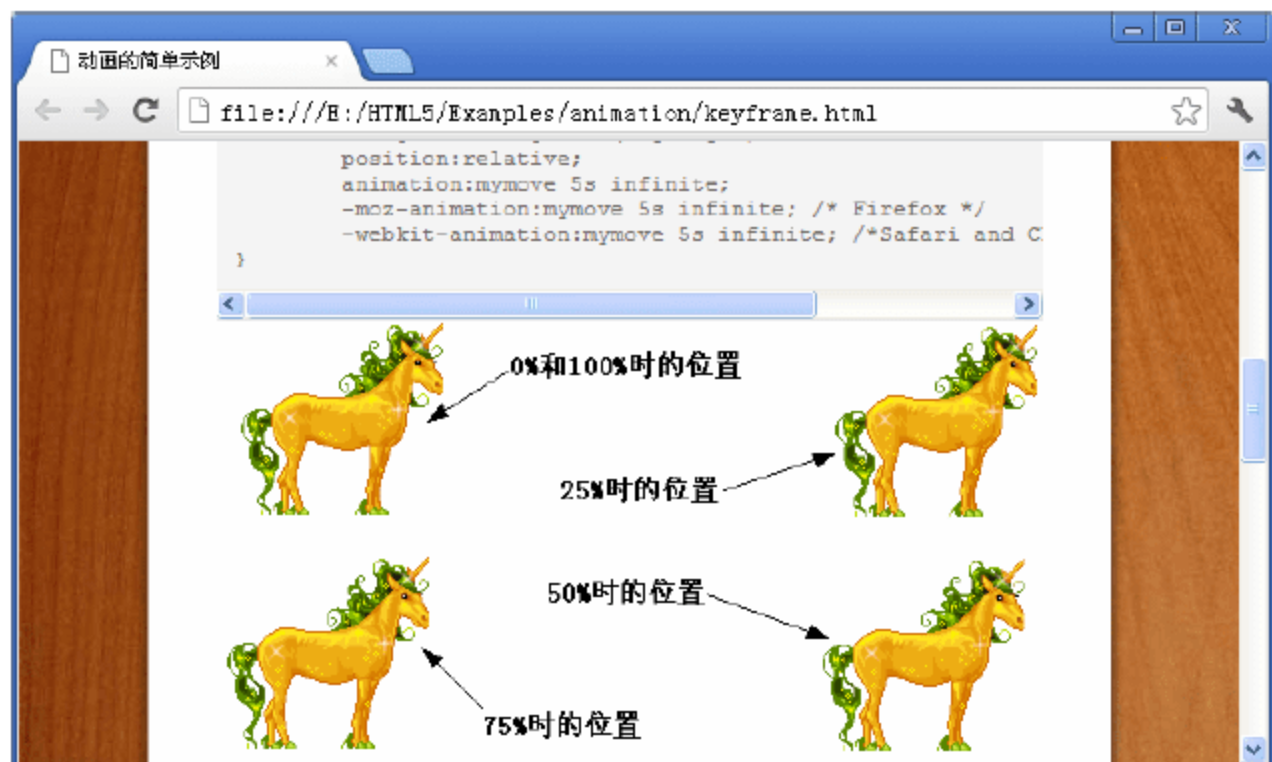 动画的简单示例
file:///E:/HTML5/Exanples/animation/keyfrane.html
position:relative;
animation:mymove 5s infinite;
-moz-animation:mymove 5s infinite; /* Firefox */
-webkit-animation:mymove 5s infinite; /*Safari and
}
0%和100%时的位置
25%时的位置
50%时的位置
75%时的位置